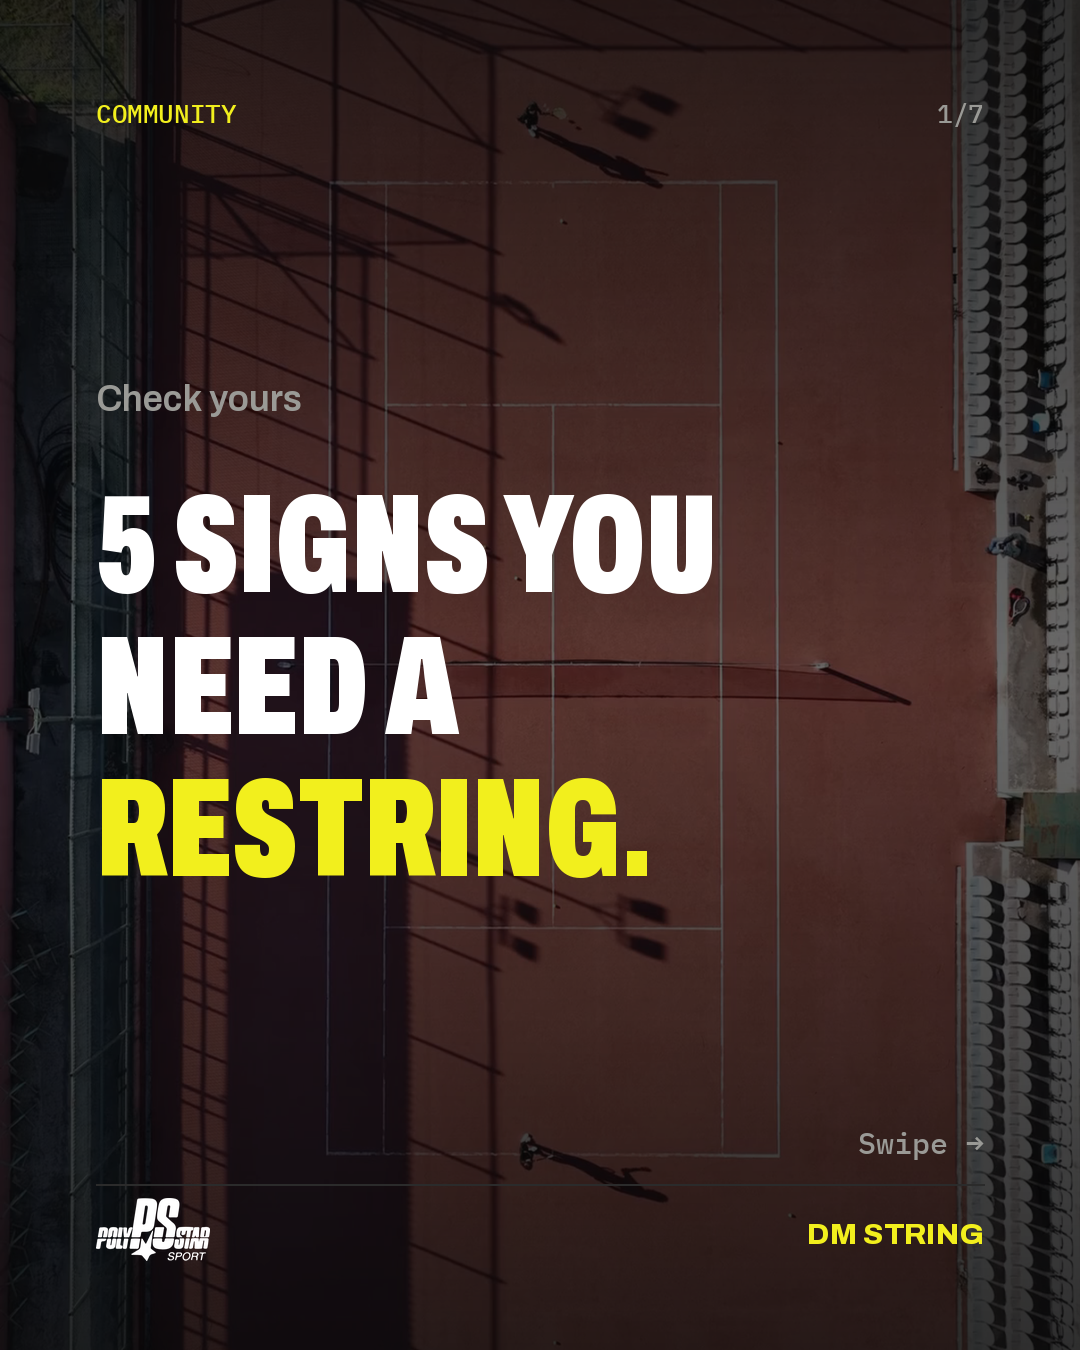 COMMUNITY
1/7
Check yours
5 SIGNS YOU
NEED A
RESTRING.
Swipe →
POLY PS STAR
SPORT
DM STRING